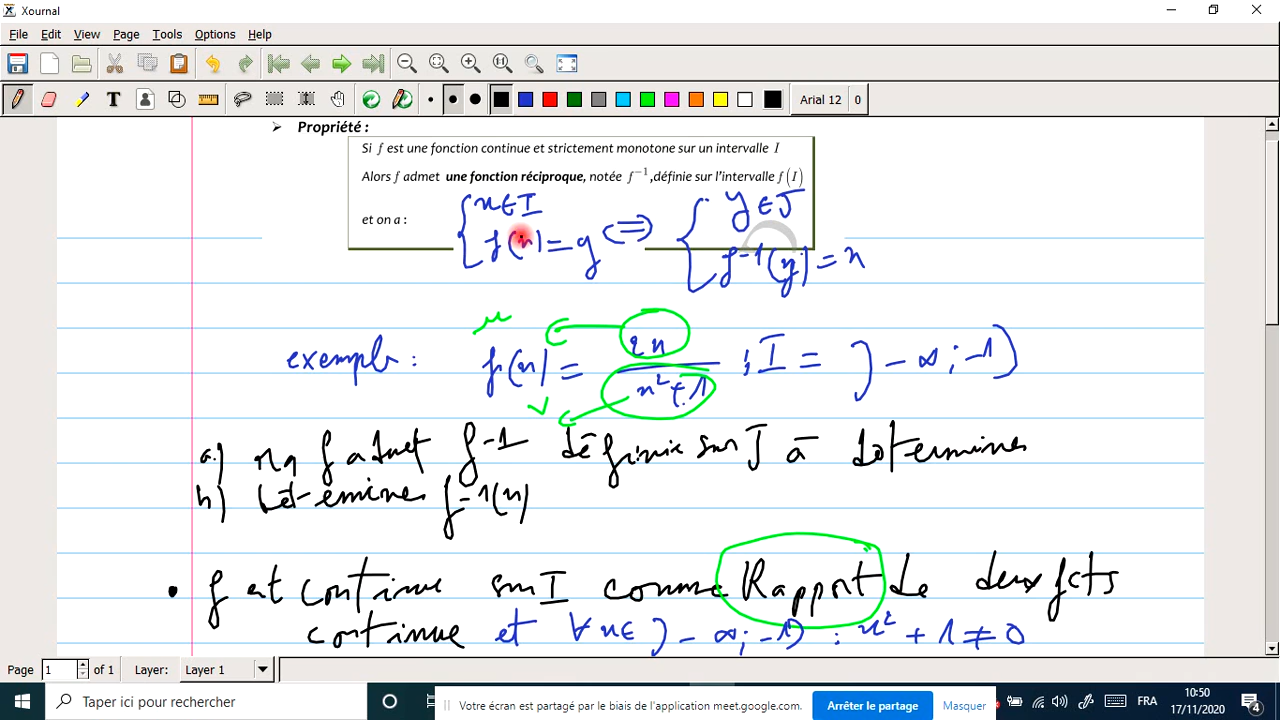 Xournal
File Edit View Page Tools Options Help
Arial 12 0
➢ Propriété :
Si f est une fonction continue et strictement monotone sur un intervalle I
Alors f admet une fonction réciproque, notée f⁻¹,définie sur l'intervalle f(I)
et on a : { x∈I ⟺ { y∈J
f(x)=y f⁻¹(y)=x
u
exemple : f(x) = 2x / x²+1 ; I = ]-∞;-1]
v
a) Mq f admet f-1 définie sur J à déterminer
b) Déterminer f-1(x)
• f est continue sur I comme Rapport de deux fcts
continue et ∀x∈ ]-∞;-1] : x² + 1 ≠ 0
Page 1 of 1 Layer: Layer 1
Taper ici pour rechercher
Votre écran est partagé par le biais de l'application meet.google.com.
Arrêter le partage
Masquer
FRA
10:50
17/11/2020
4